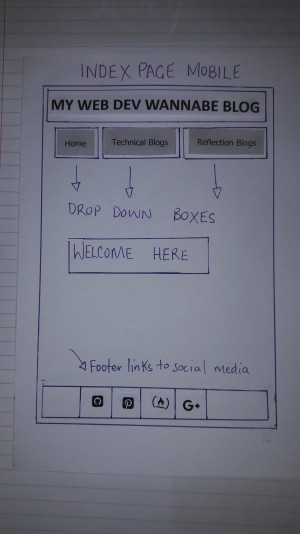 INDEX PAGE MOBILE
MY WEB DEV WANNABE BLOG
Home Technical Blogs Reflection Blogs
DROP DOWN BOXES
WELCOME HERE
Footer links to social media
G+